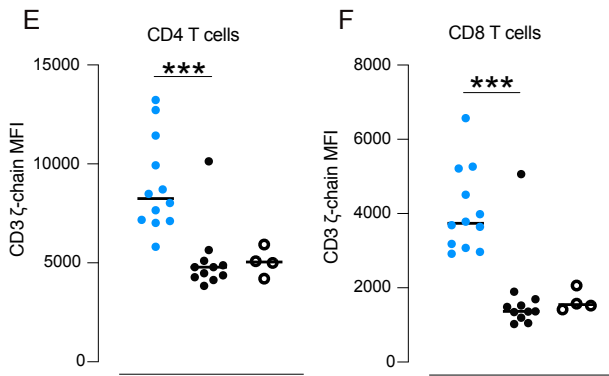 E
CD4 T cells
***
CD3 ζ-chain MFI
15000
10000
5000
0
F
CD8 T cells
***
CD3 ζ-chain MFI
8000
6000
4000
2000
0